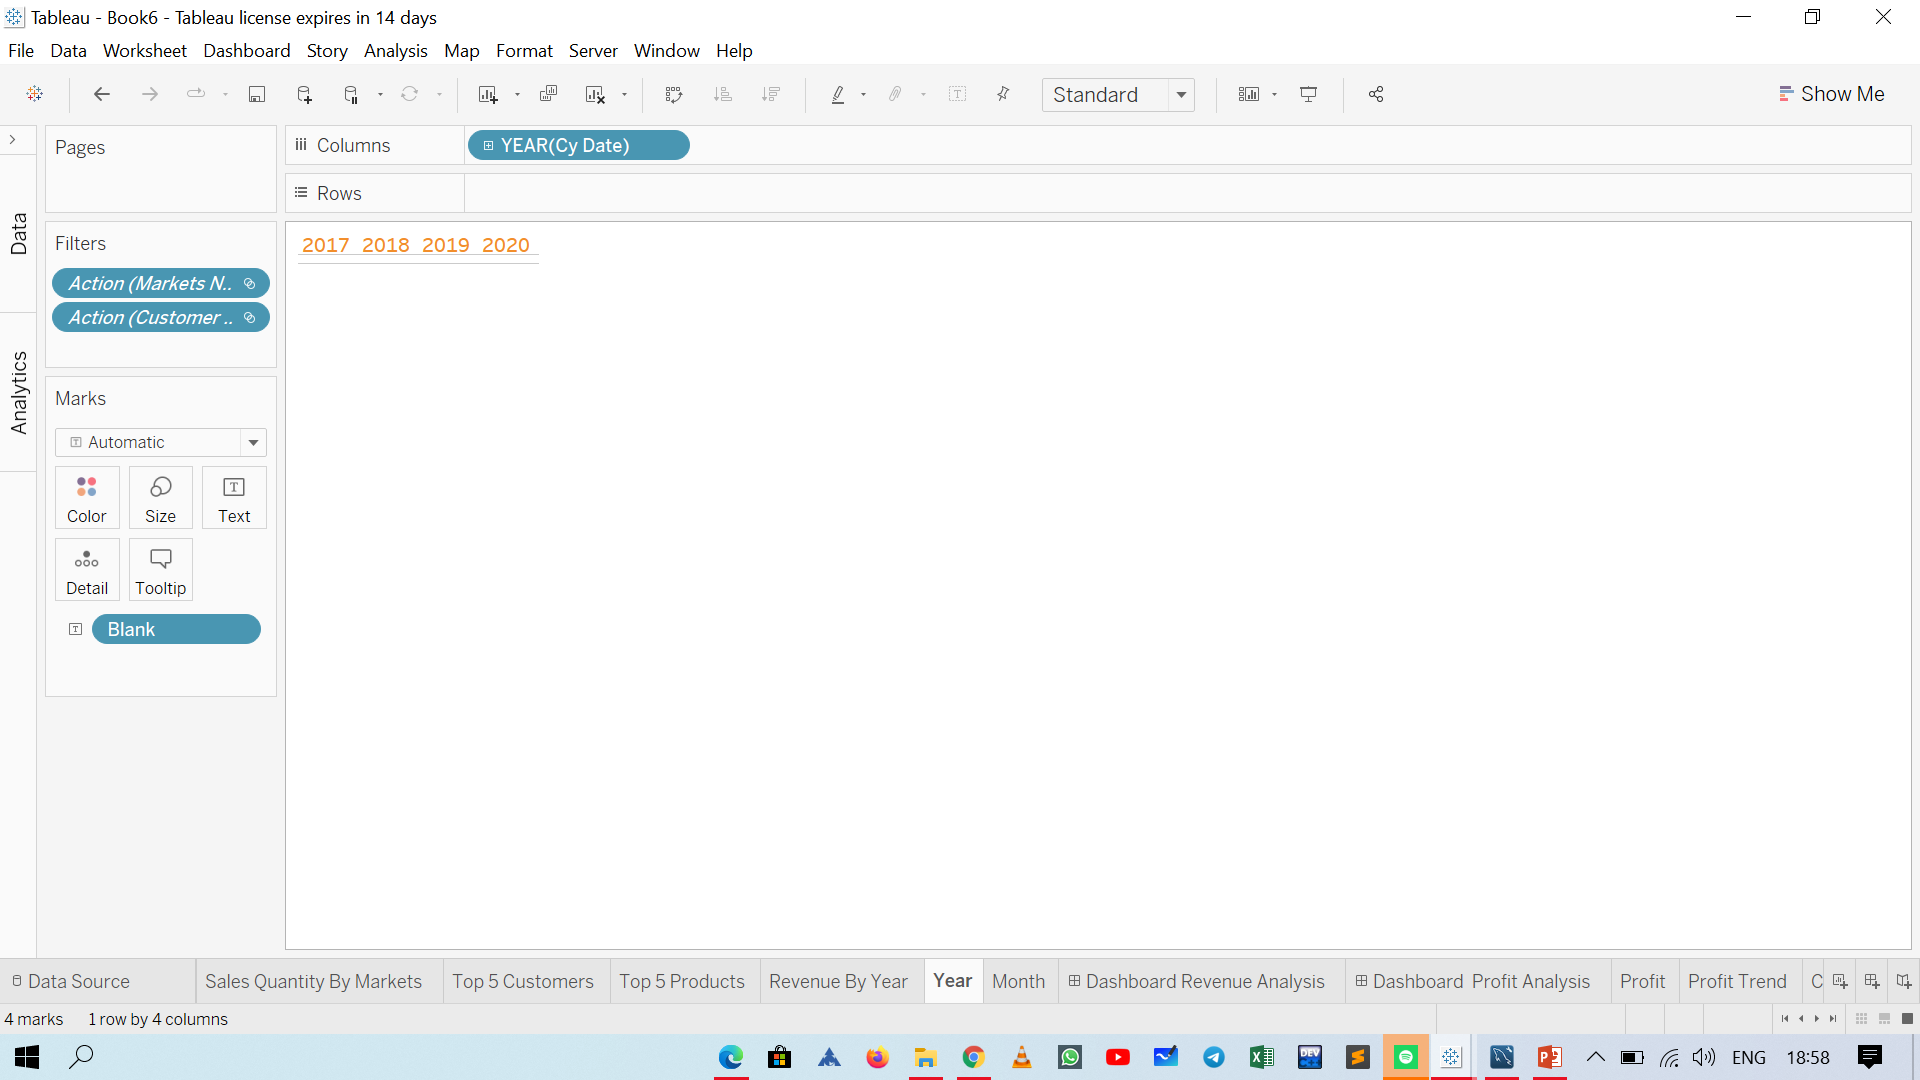 Tableau - Book6 - Tableau license expires in 14 days
File Data Worksheet Dashboard Story Analysis Map Format Server Window Help
Standard
Show Me
Pages
Columns
YEAR(Cy Date)
Rows
Data
Analytics
Filters
Action (Markets N..
Action (Customer ..
2017 2018 2019 2020
Marks
Automatic
Color Size Text
Detail Tooltip
Blank
Data Source Sales Quantity By Markets Top 5 Customers Top 5 Products Revenue By Year Year Month Dashboard Revenue Analysis Dashboard Profit Analysis Profit Profit Trend C
4 marks 1 row by 4 columns
DEV
ENG 18:58